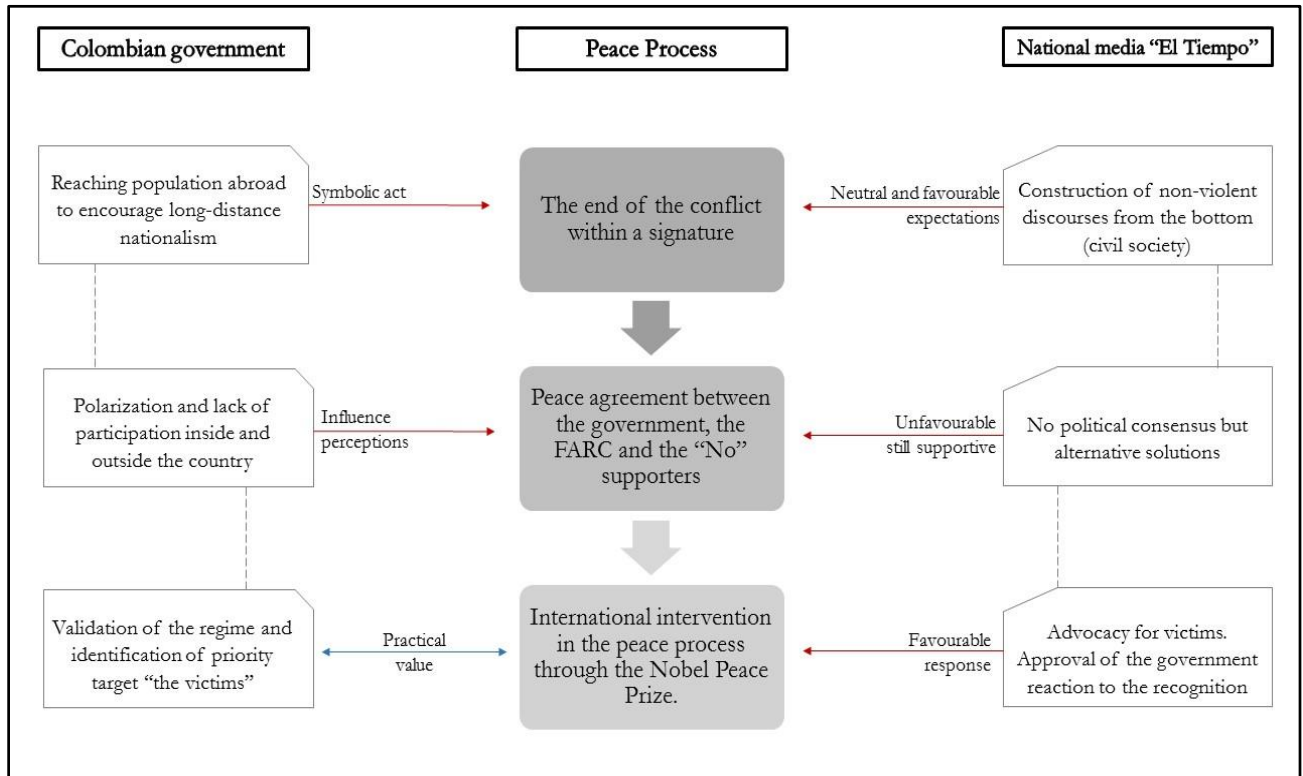 Colombian government
Peace Process
National media “El Tiempo”
Reaching population abroad
to encourage long-distance
nationalism
Symbolic act
The end of the conflict
within a signature
Neutral and favourable
expectations
Construction of non-violent
discourses from the bottom
(civil society)
Polarization and lack of
participation inside and
outside the country
Influence
perceptions
Peace agreement between
the government, the
FARC and the “No”
supporters
Unfavourable
still supportive
No political consensus but
alternative solutions
Validation of the regime and
identification of priority
target “the victims”
Practical
value
International intervention
in the peace process
through the Nobel Peace
Prize.
Favourable
response
Advocacy for victims.
Approval of the government
reaction to the recognition